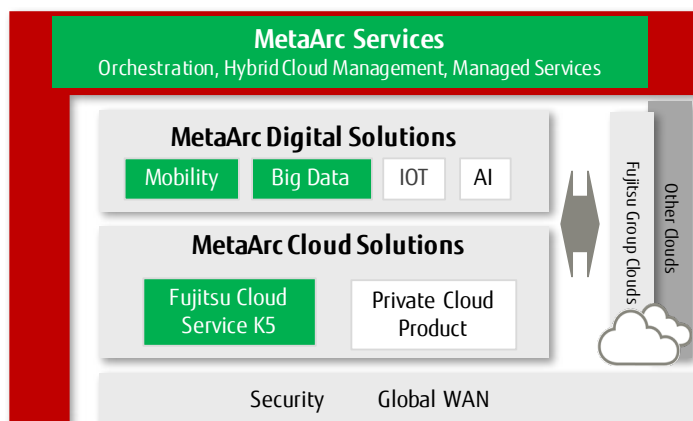 MetaArc Services
Orchestration, Hybrid Cloud Management, Managed Services
MetaArc Digital Solutions
Mobility
Big Data
IOT
AI
MetaArc Cloud Solutions
Fujitsu Cloud
Service K5
Private Cloud
Product
Fujitsu Group Clouds
Other Clouds
Security
Global WAN